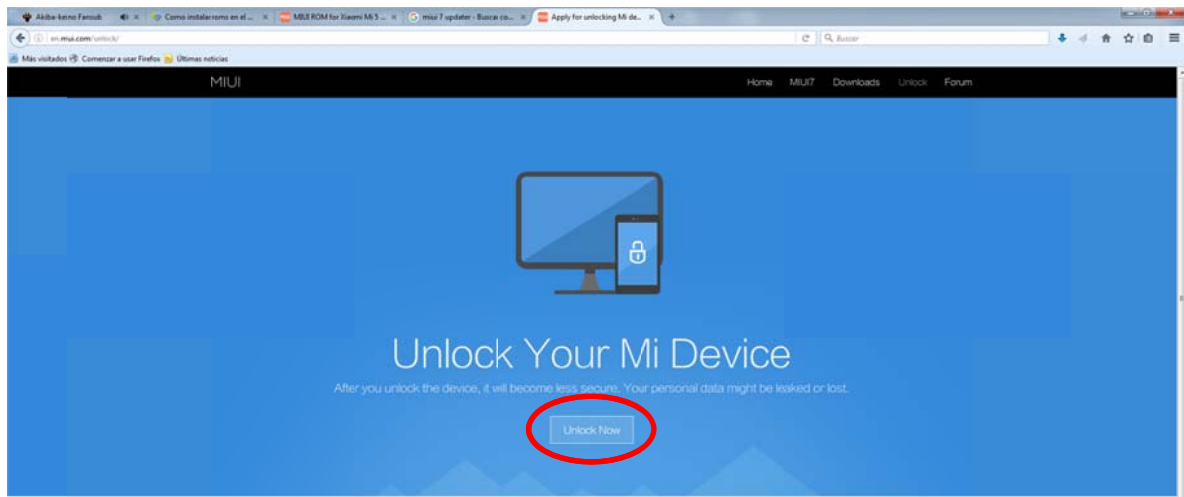 Akiba-keino Fansub
Como instalar roms en el ...
MIUI ROM for Xiaomi Mi 5 ...
miui 7 updater - Buscar co...
Apply for unlocking Mi de...
en.miui.com/unlock/
Buscar
Más visitados Comenzar a usar Firefox Últimas noticias
MIUI
Home MIUI7 Downloads Unlock Forum
Unlock Your Mi Device
After you unlock the device, it will become less secure. Your personal data might be leaked or lost.
Unlock Now